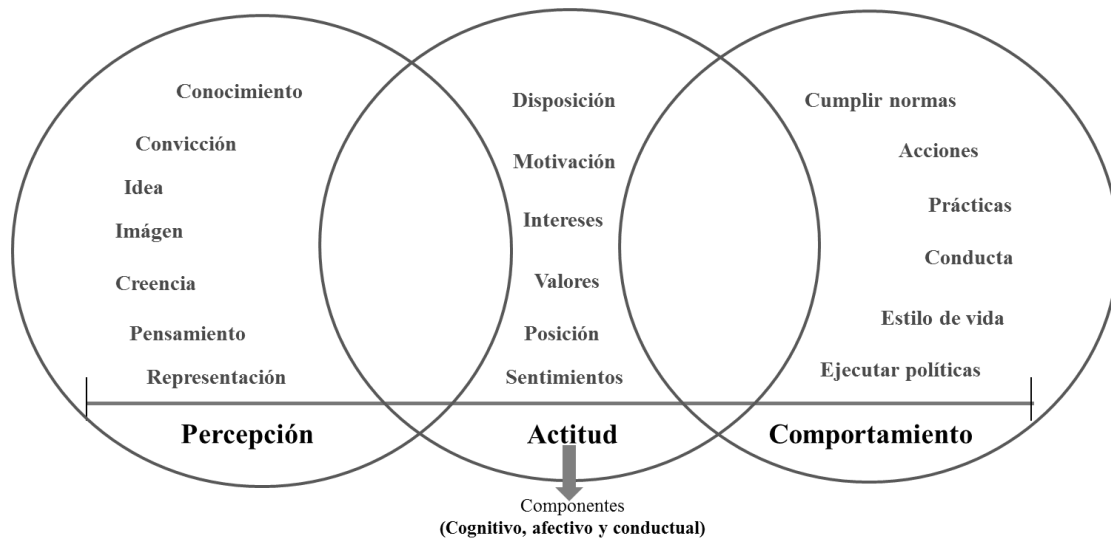 Conocimiento
Convicción
Idea
Imágen
Creencia
Pensamiento
Representación
Percepción
Disposición
Motivación
Intereses
Valores
Posición
Sentimientos
Actitud
Componentes
(Cognitivo, afectivo y conductual)
Cumplir normas
Acciones
Prácticas
Conducta
Estilo de vida
Ejecutar políticas
Comportamiento